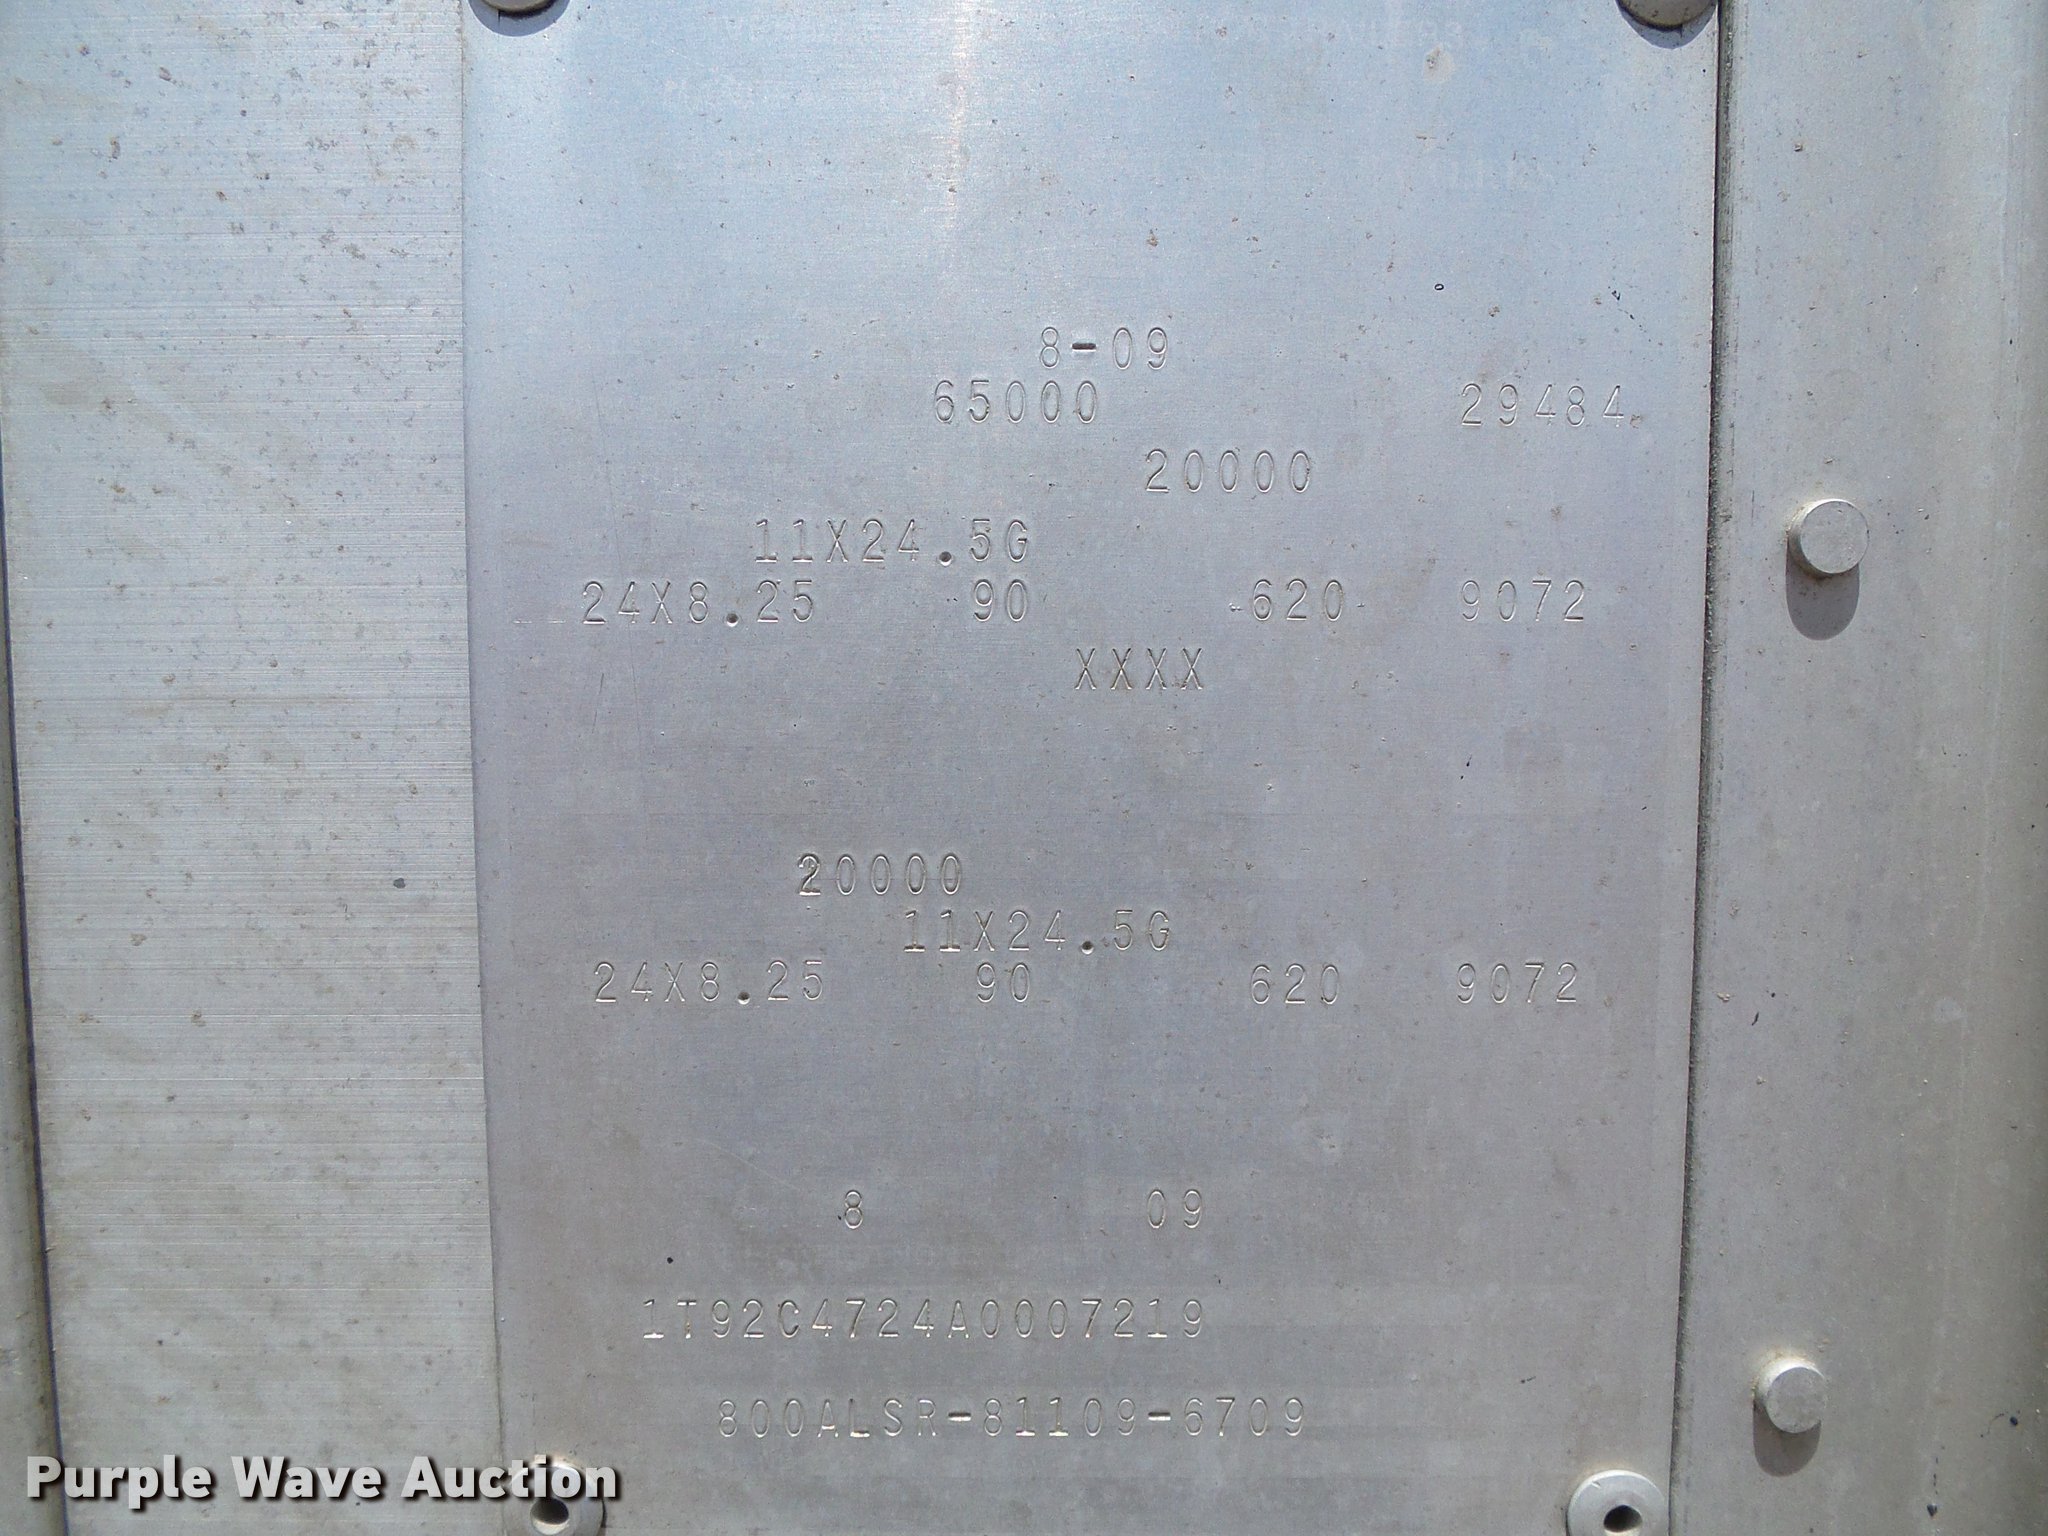 8-09
65000 29484
20000
11X24.5G
24X8.25 90 620 9072
XXXX
20000
11X24.5G
24X8.25 90 620 9072
8 09
1T92C4724A0007219
800ALSR-81109-6709
Purple Wave Auction